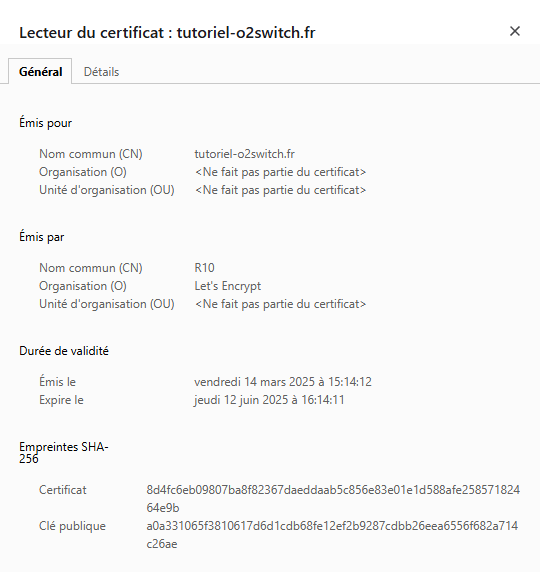 Lecteur du certificat : tutoriel-o2switch.fr
Général Détails
Émis pour
Nom commun (CN) tutoriel-o2switch.fr
Organisation (O) <Ne fait pas partie du certificat>
Unité d'organisation (OU) <Ne fait pas partie du certificat>
Émis par
Nom commun (CN) R10
Organisation (O) Let's Encrypt
Unité d'organisation (OU) <Ne fait pas partie du certificat>
Durée de validité
Émis le vendredi 14 mars 2025 à 15:14:12
Expire le jeudi 12 juin 2025 à 16:14:11
Empreintes SHA-
256
Certificat 8d4fc6eb09807ba8f82367daeddaab5c856e83e01e1d588afe258571824
64e9b
Clé publique a0a331065f3810617d6d1cdb68fe12ef2b9287cdbb26eea6556f682a714
c26ae